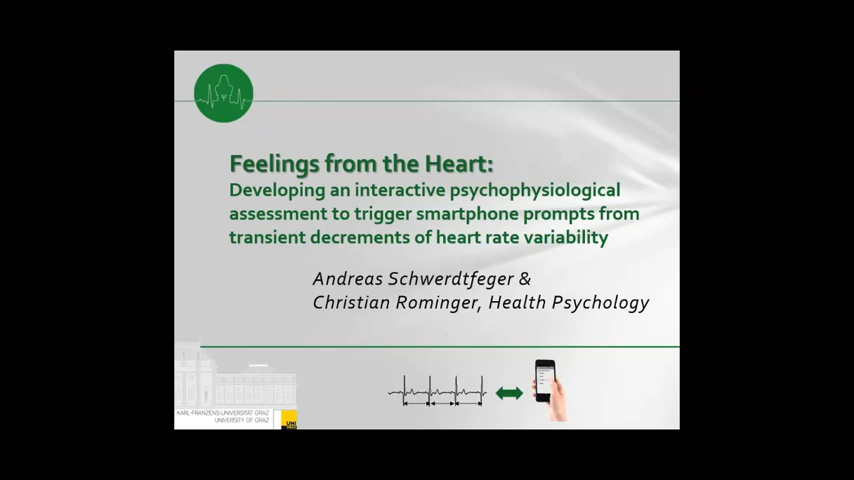 Feelings from the Heart:
Developing an interactive psychophysiological
assessment to trigger smartphone prompts from
transient decrements of heart rate variability
Andreas Schwerdtfeger &
Christian Rominger, Health Psychology
KARL-FRANZENS-UNIVERSITÄT GRAZ
UNIVERSITY OF GRAZ
UNI